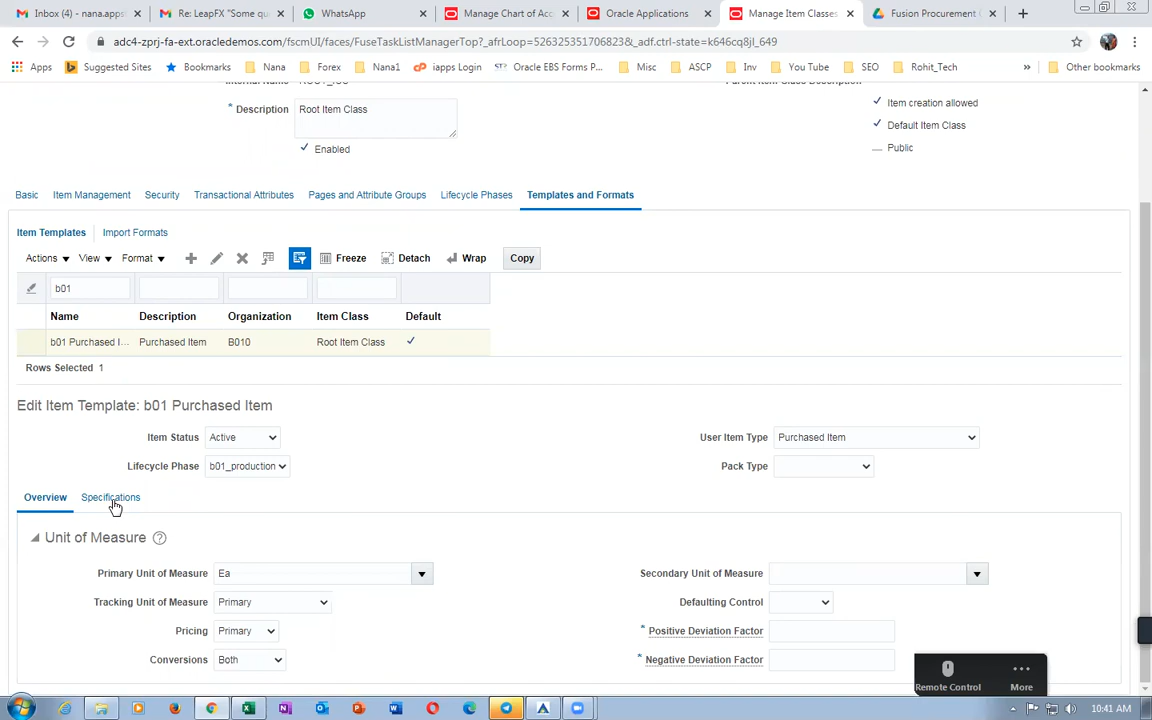 Inbox (4) - nana.apps
Re: LeapFX "Some qu
WhatsApp
Manage Chart of Acc
Oracle Applications
Manage Item Classes
Fusion Procurement
adc4-zprj-fa-ext.oracledemos.com/fscmUI/faces/FuseTaskListManagerTop?_afrLoop=5263253517068238&_adf.ctrl-state=k646cq8jl_649
Apps Suggested Sites Bookmarks Nana Forex Nana1 iapps Login Oracle EBS Forms P... Misc ASCP Inv You Tube SEO Rohit_Tech » Other bookmarks
* Description Root Item Class
Enabled
Item creation allowed
Default Item Class
Public
Basic Item Management Security Transactional Attributes Pages and Attribute Groups Lifecycle Phases Templates and Formats
Item Templates Import Formats
Actions View Format Freeze Detach Wrap Copy
b01
Name Description Organization Item Class Default
b01 Purchased I... Purchased Item B010 Root Item Class
Rows Selected 1
Edit Item Template: b01 Purchased Item
Item Status Active User Item Type Purchased Item
Lifecycle Phase b01_production Pack Type
Overview Specifications
Unit of Measure
Primary Unit of Measure Ea Secondary Unit of Measure
Tracking Unit of Measure Primary Defaulting Control
Pricing Primary * Positive Deviation Factor
Conversions Both * Negative Deviation Factor
Remote Control More
10:41 AM